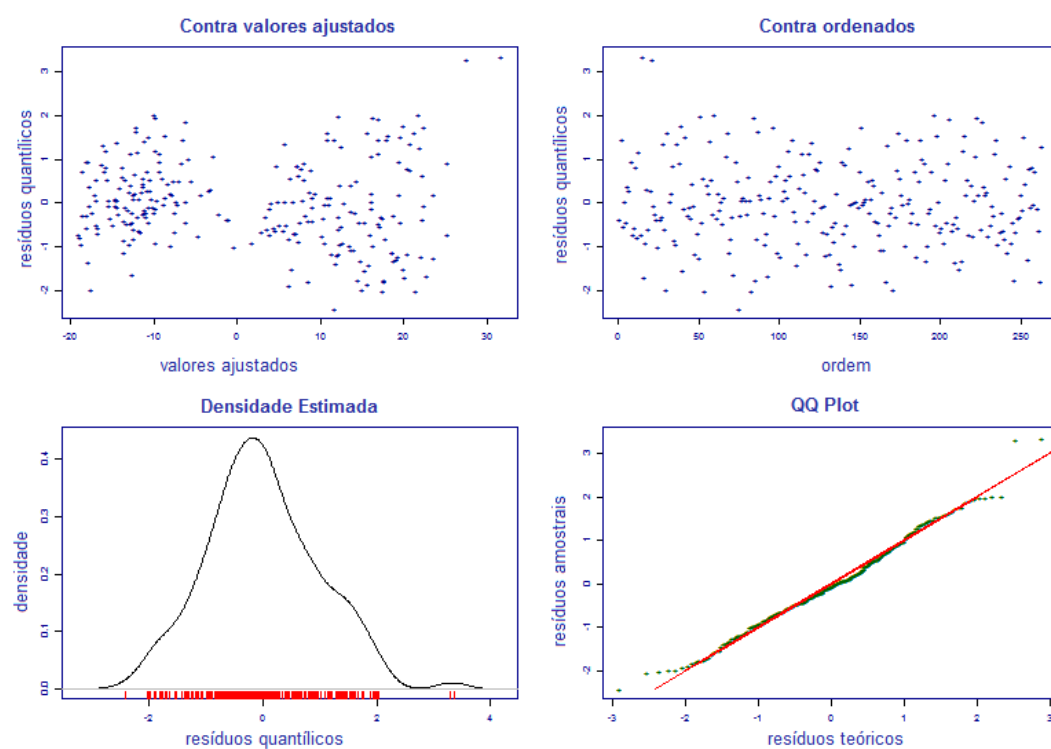 Contra valores ajustados
resíduos quantílicos
3
2
1
0
-1
-2
-20 -10 0 10 20 30
valores ajustados
Contra ordenados
resíduos quantílicos
3
2
1
0
-1
-2
0 50 100 150 200 250
ordem
Densidade Estimada
densidade
0.4
0.3
0.2
0.1
0.0
-2 0 2 4
resíduos quantílicos
QQ Plot
resíduos amostrais
3
2
1
0
-1
-2
-3 -2 -1 0 1 2 3
resíduos teóricos